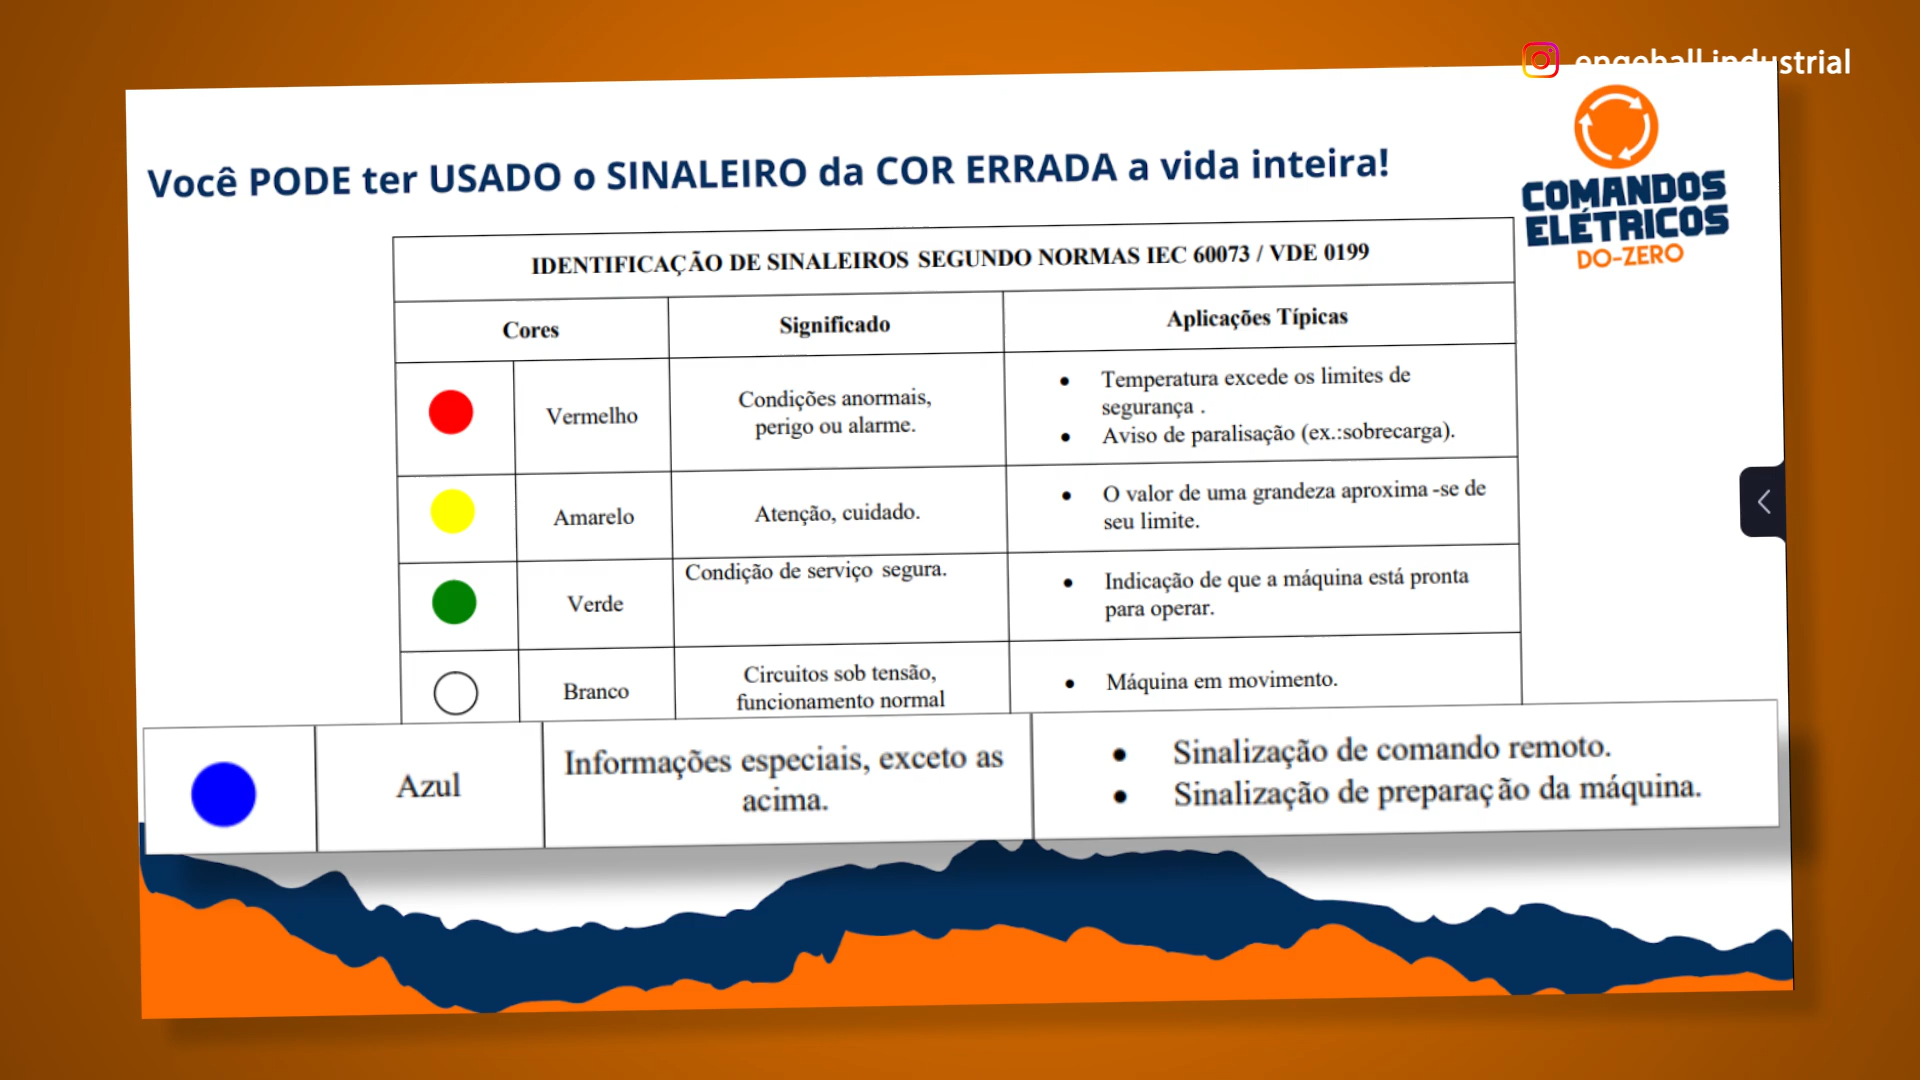 engehall.industrial
COMANDOS
ELÉTRICOS
DO-ZERO
Você PODE ter USADO o SINALEIRO da COR ERRADA a vida inteira!
IDENTIFICAÇÃO DE SINALEIROS SEGUNDO NORMAS IEC 60073 / VDE 0199
Cores
Significado
Aplicações Típicas
Vermelho
Condições anormais,
perigo ou alarme.
• Temperatura excede os limites de
segurança .
• Aviso de paralisação (ex.:sobrecarga).
Amarelo
Atenção, cuidado.
• O valor de uma grandeza aproxima -se de
seu limite.
Verde
Condição de serviço segura.
• Indicação de que a máquina está pronta
para operar.
Branco
Circuitos sob tensão,
funcionamento normal
• Máquina em movimento.
Azul
Informações especiais, exceto as
acima.
• Sinalização de comando remoto.
• Sinalização de preparação da máquina.